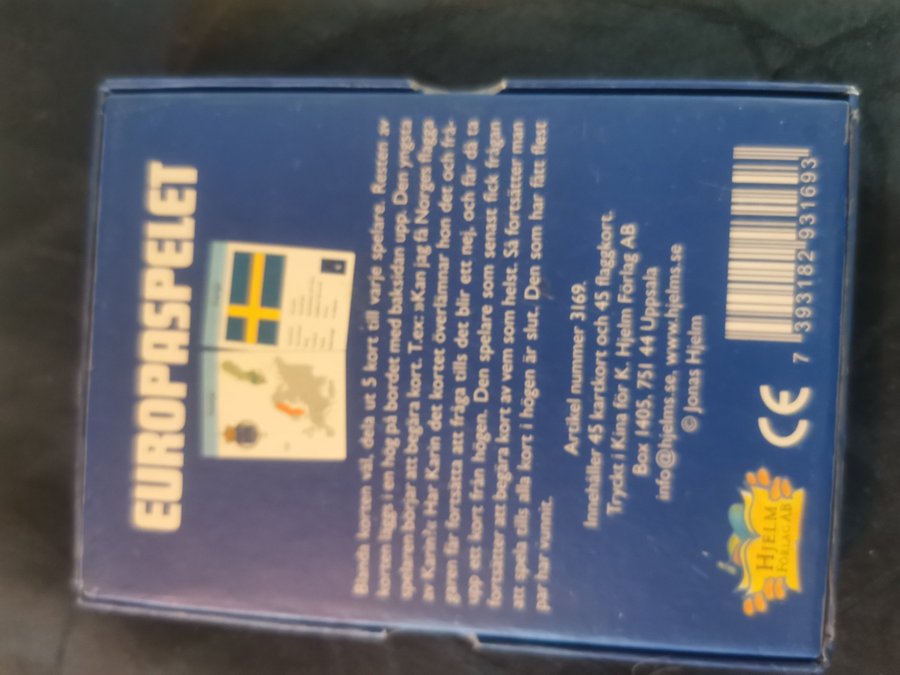 EUROPASPELET
Blanda korten väl, dela ut 5 kort till varje spelare. Resten av
korten läggs i en hög på bordet med baksidan upp. Den yngsta
spelaren börjar att begära kort. T.ex: »Kan jag få Norges flagga
av Karin?« Har Karin det kortet överlämnar hon det och frå-
garen får fortsätta att fråga tills det blir ett nej, och får då ta
upp ett kort från högen. Den spelare som senast fick frågan
fortsätter att begära kort av vem som helst. Så forsätter man
att spela tills alla kort i högen är slut. Den som har fått flest
par har vunnit.
Artikel nummer 3169.
Innehåller 45 kartkort och 45 flaggkort.
Tryckt i Kina för K. Hjelm Förlag AB
Box 1405, 751 44 Uppsala
info@hjelms.se. www.hjelms.se
© Jonas Hjelm
HJELM
FÖRLAG AB
CE
7 393182 931693